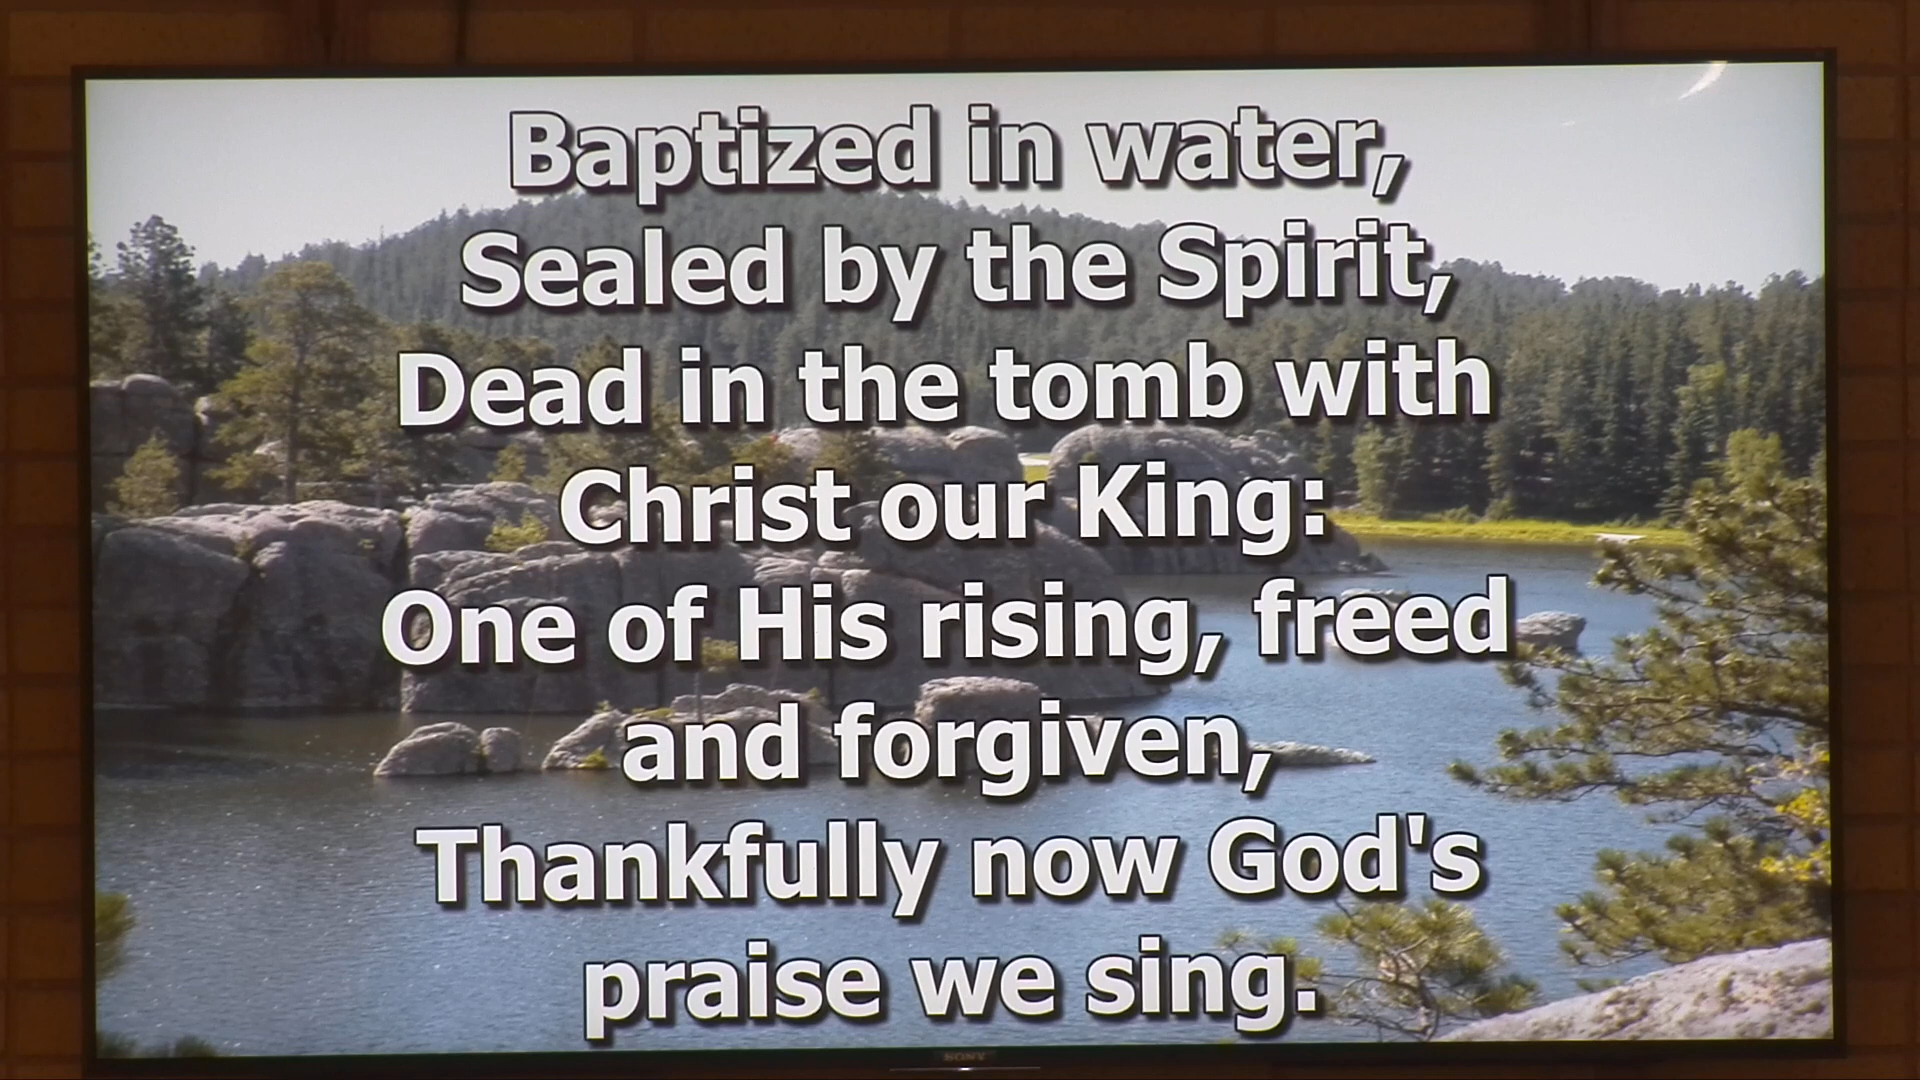 Baptized in water,
Sealed by the Spirit,
Dead in the tomb with
Christ our King:
One of His rising, freed
and forgiven,
Thankfully now God's
praise we sing.
SONY